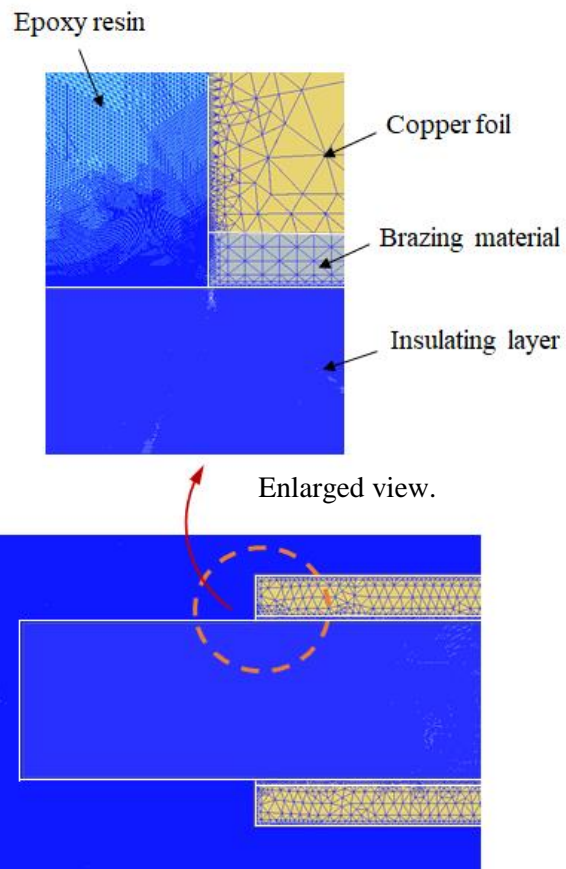 Epoxy resin
Copper foil
Brazing material
Insulating layer
Enlarged view.